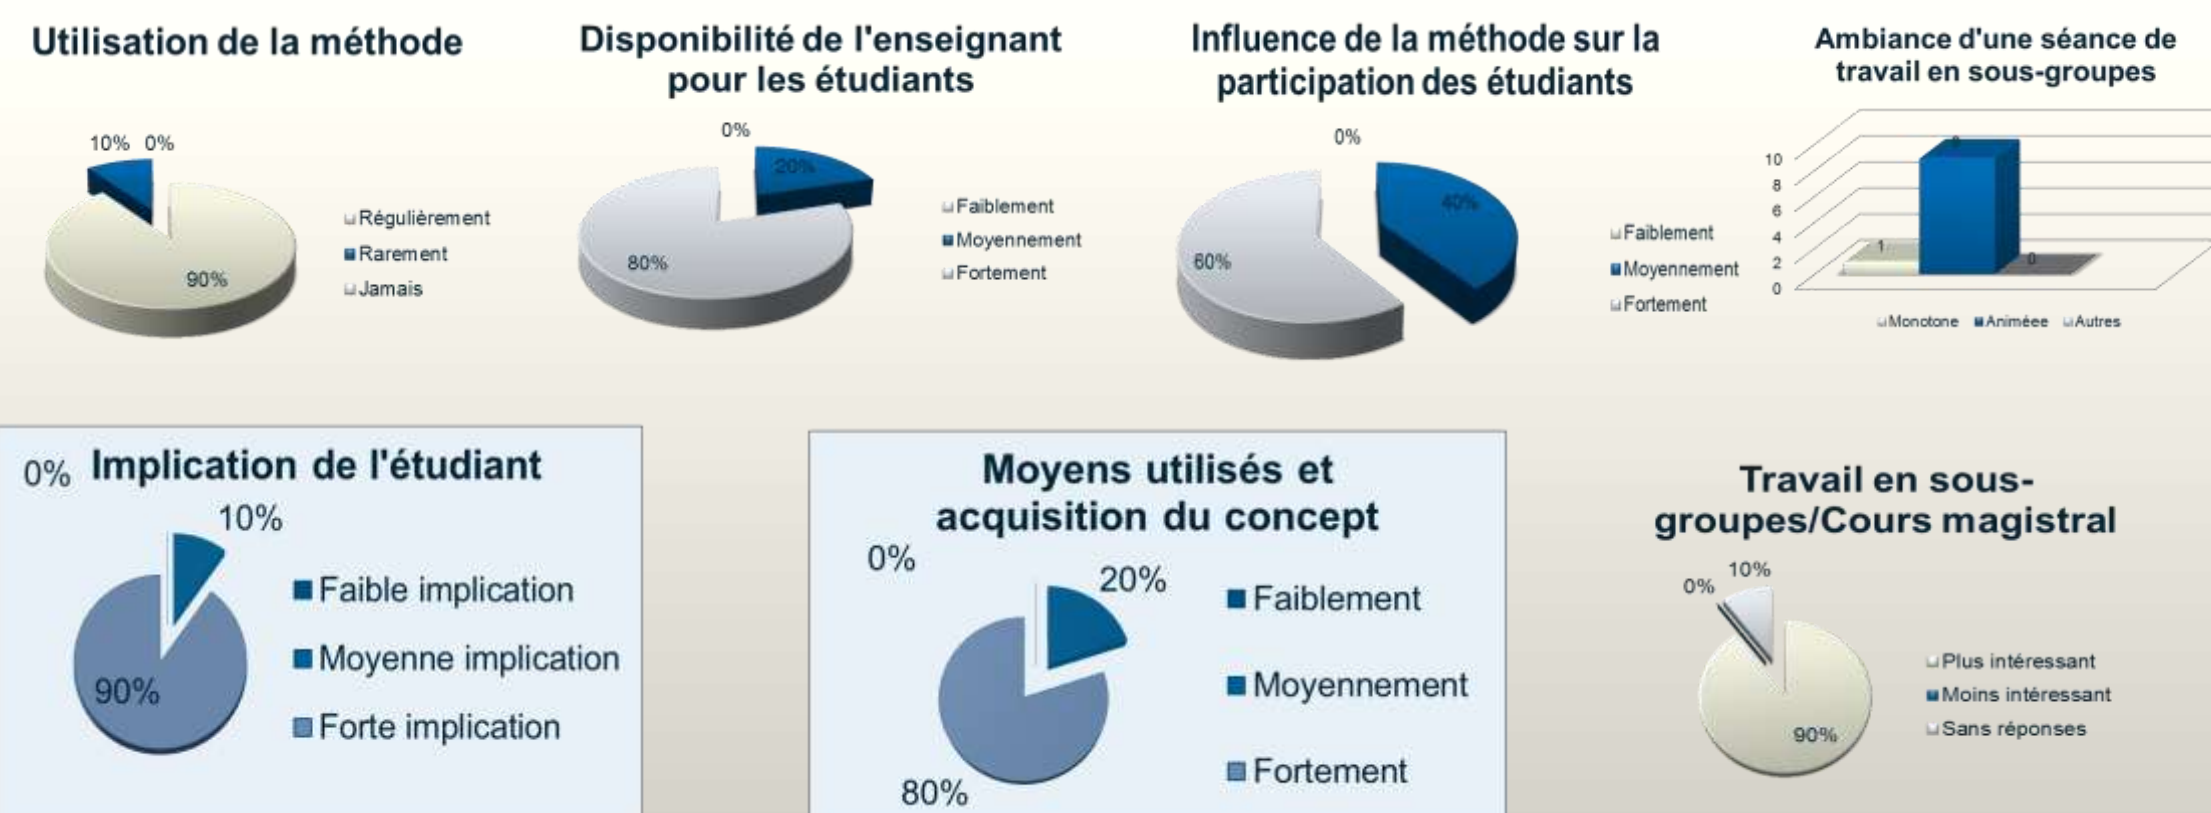 Utilisation de la méthode
10% 0%
90%
Régulièrement
Rarement
Jamais
Disponibilité de l'enseignant
pour les étudiants
0%
20%
80%
Faiblement
Moyennement
Fortement
Influence de la méthode sur la
participation des étudiants
0%
40%
60%
Faiblement
Moyennement
Fortement
Ambiance d'une séance de
travail en sous-groupes
10
8
6
4
2
0
9
1
0
Monotone Animéee Autres
0% Implication de l'étudiant
10%
90%
Faible implication
Moyenne implication
Forte implication
Moyens utilisés et
acquisition du concept
0%
20%
80%
Faiblement
Moyennement
Fortement
Travail en sous-
groupes/Cours magistral
0% 10%
90%
Plus intéressant
Moins intéressant
Sans réponses